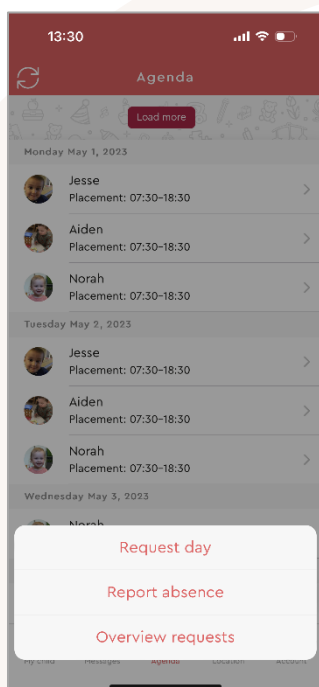 13:30
Agenda
Load more
Monday May 1, 2023
Jesse
Placement: 07:30-18:30
Aiden
Placement: 07:30-18:30
Norah
Placement: 07:30-18:30
Tuesday May 2, 2023
Jesse
Placement: 07:30-18:30
Aiden
Placement: 07:30-18:30
Norah
Placement: 07:30-18:30
Wednesday May 3, 2023
Norah
Request day
Report absence
Overview requests
My child Messages Agenda Location Account